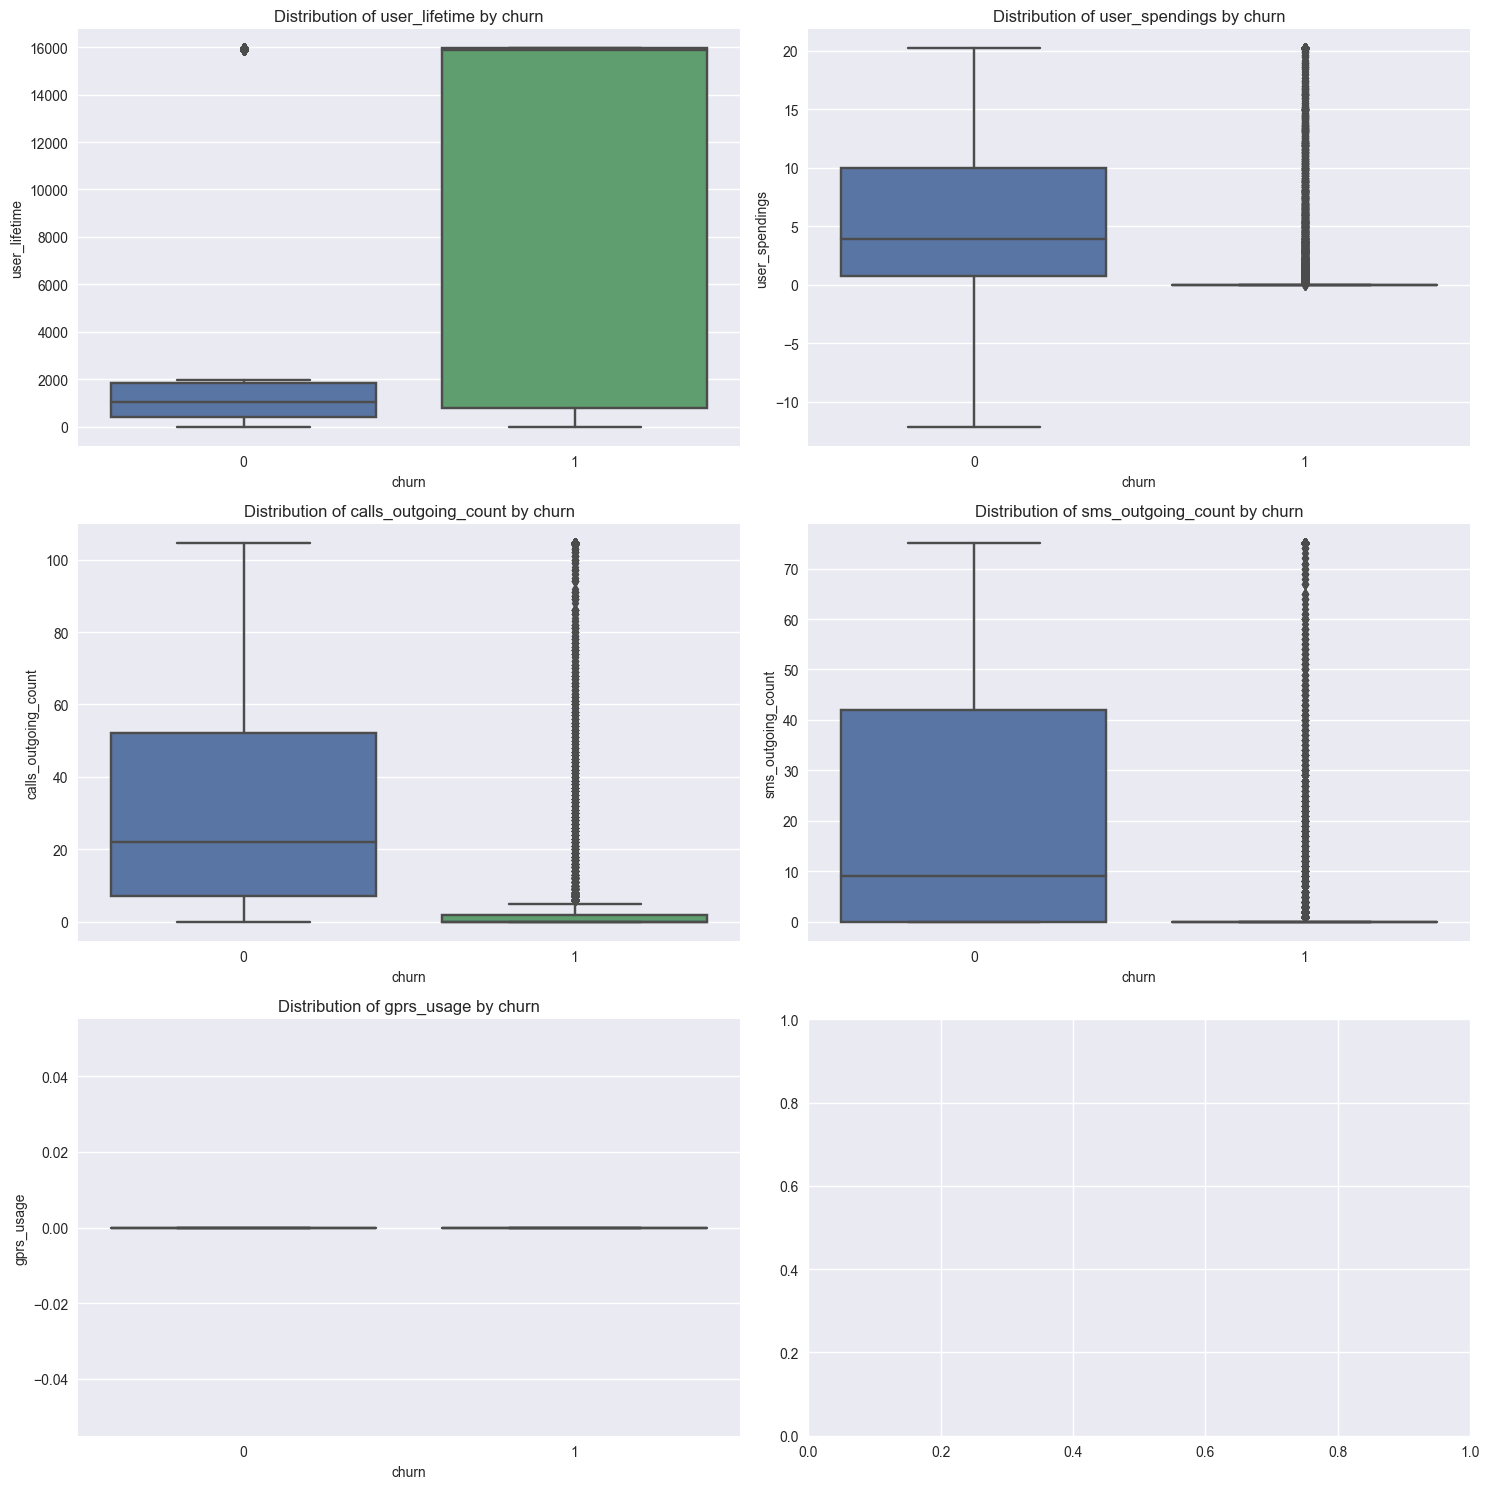 Distribution of user_lifetime by churn
16000
14000
12000
10000
8000
6000
4000
2000
0
user_lifetime
0 1
churn
Distribution of user_spendings by churn
20
15
10
5
0
−5
−10
user_spendings
0 1
churn
Distribution of calls_outgoing_count by churn
100
80
60
40
20
0
calls_outgoing_count
0 1
churn
Distribution of sms_outgoing_count by churn
70
60
50
40
30
20
10
0
sms_outgoing_count
0 1
churn
Distribution of gprs_usage by churn
0.04
0.02
0.00
−0.02
−0.04
gprs_usage
0 1
churn
1.0
0.8
0.6
0.4
0.2
0.0
0.0 0.2 0.4 0.6 0.8 1.0